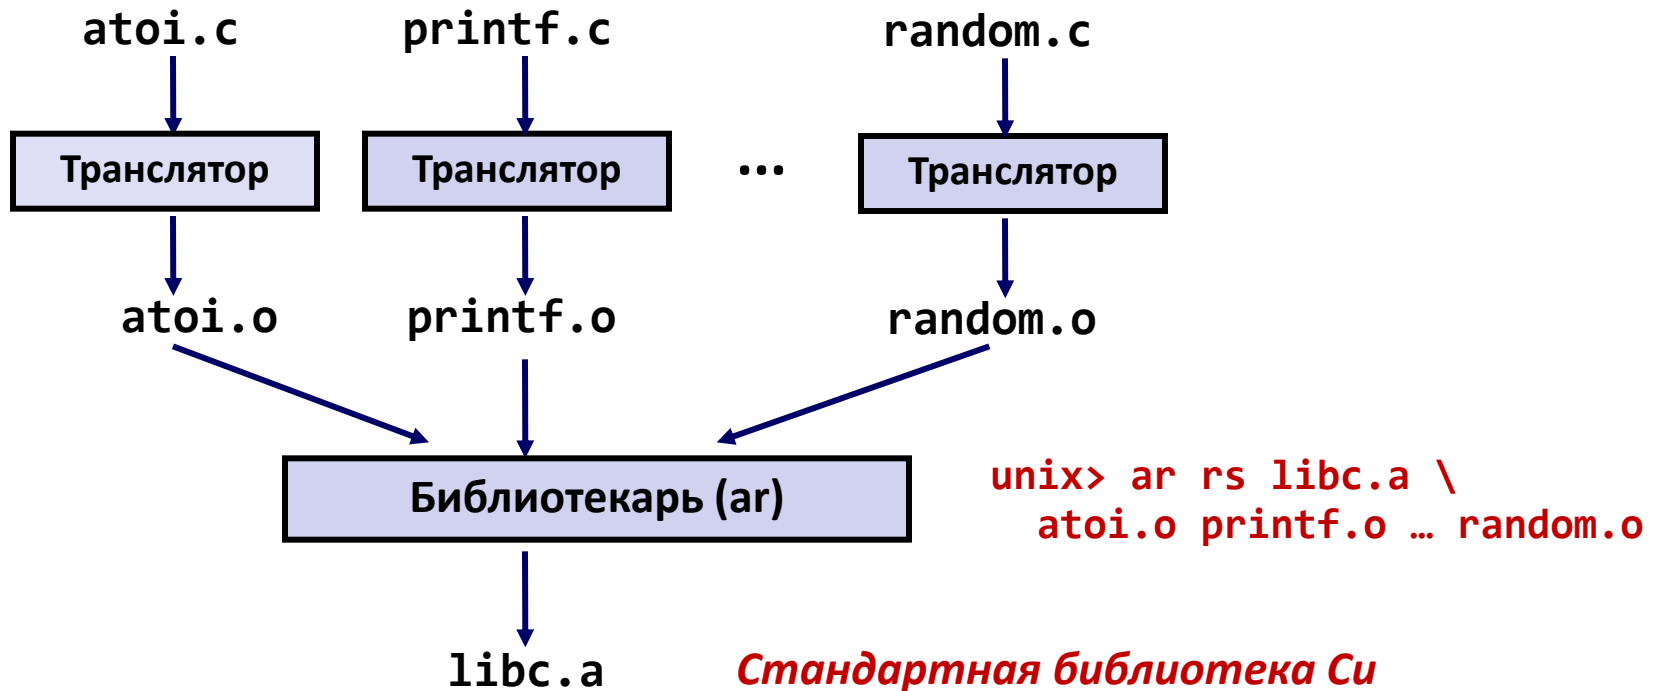 atoi.c printf.c random.c
Транслятор Транслятор ... Транслятор
atoi.o printf.o random.o
Библиотекарь (ar)
unix> ar rs libc.a \
atoi.o printf.o … random.o
libc.a Стандартная библиотека Си